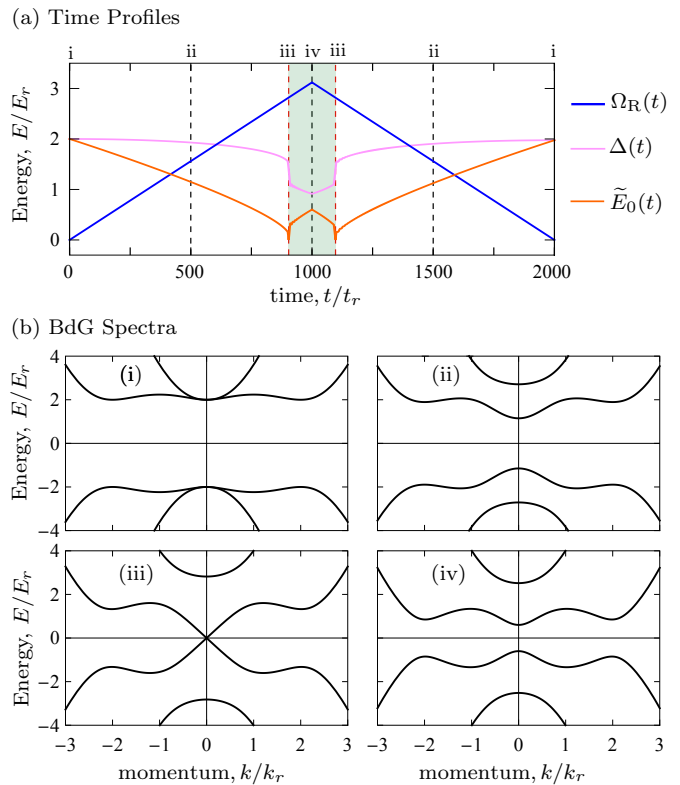 (a) Time Profiles
i ii iii iv iii ii i
3
2
1
0
Energy, E/E_r
0 500 1000 1500 2000
time, t/t_r
Ω_R(t)
Δ(t)
Ẽ_0(t)
(b) BdG Spectra
4
2
0
−2
−4
Energy, E/E_r
(i)
(ii)
4
2
0
−2
−4
Energy, E/E_r
(iii)
(iv)
−3 −2 −1 0 1 2 3
−3 −2 −1 0 1 2 3
momentum, k/k_r
momentum, k/k_r